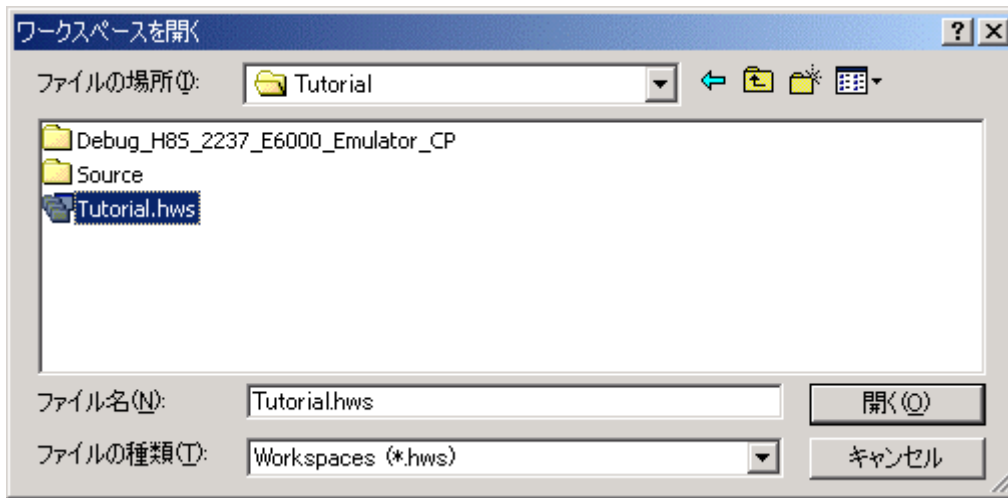 ワークスペースを開く
ファイルの場所(I): Tutorial
Debug_H8S_2237_E6000_Emulator_CP
Source
Tutorial.hws
ファイル名(N): Tutorial.hws 開く(O)
ファイルの種類(T): Workspaces (*.hws) キャンセル